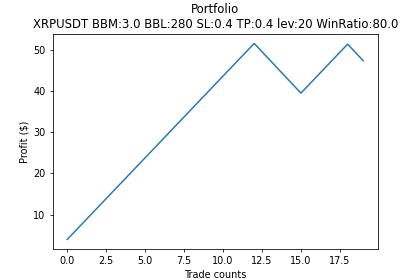 Portfolio
XRPUSDT BBM:3.0 BBL:280 SL:0.4 TP:0.4 lev:20 WinRatio:80.0
50
40
30
20
10
Profit ($)
0.0 2.5 5.0 7.5 10.0 12.5 15.0 17.5
Trade counts